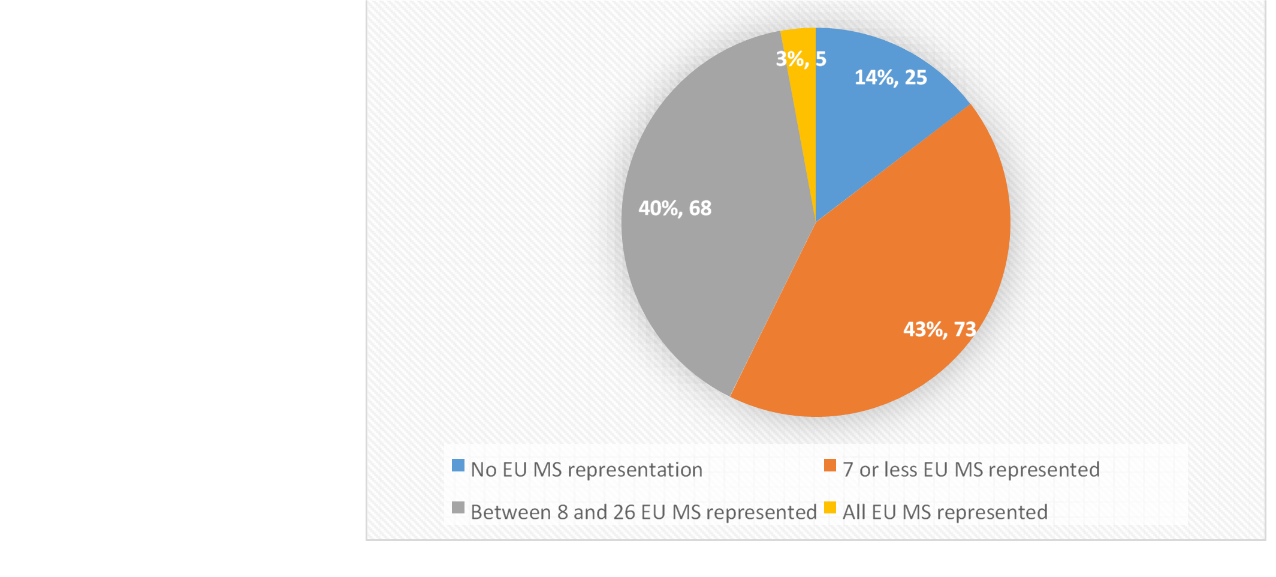 3%, 5
14%, 25
40%, 68
43%, 73
No EU MS representation
7 or less EU MS represented
Between 8 and 26 EU MS represented
All EU MS represented